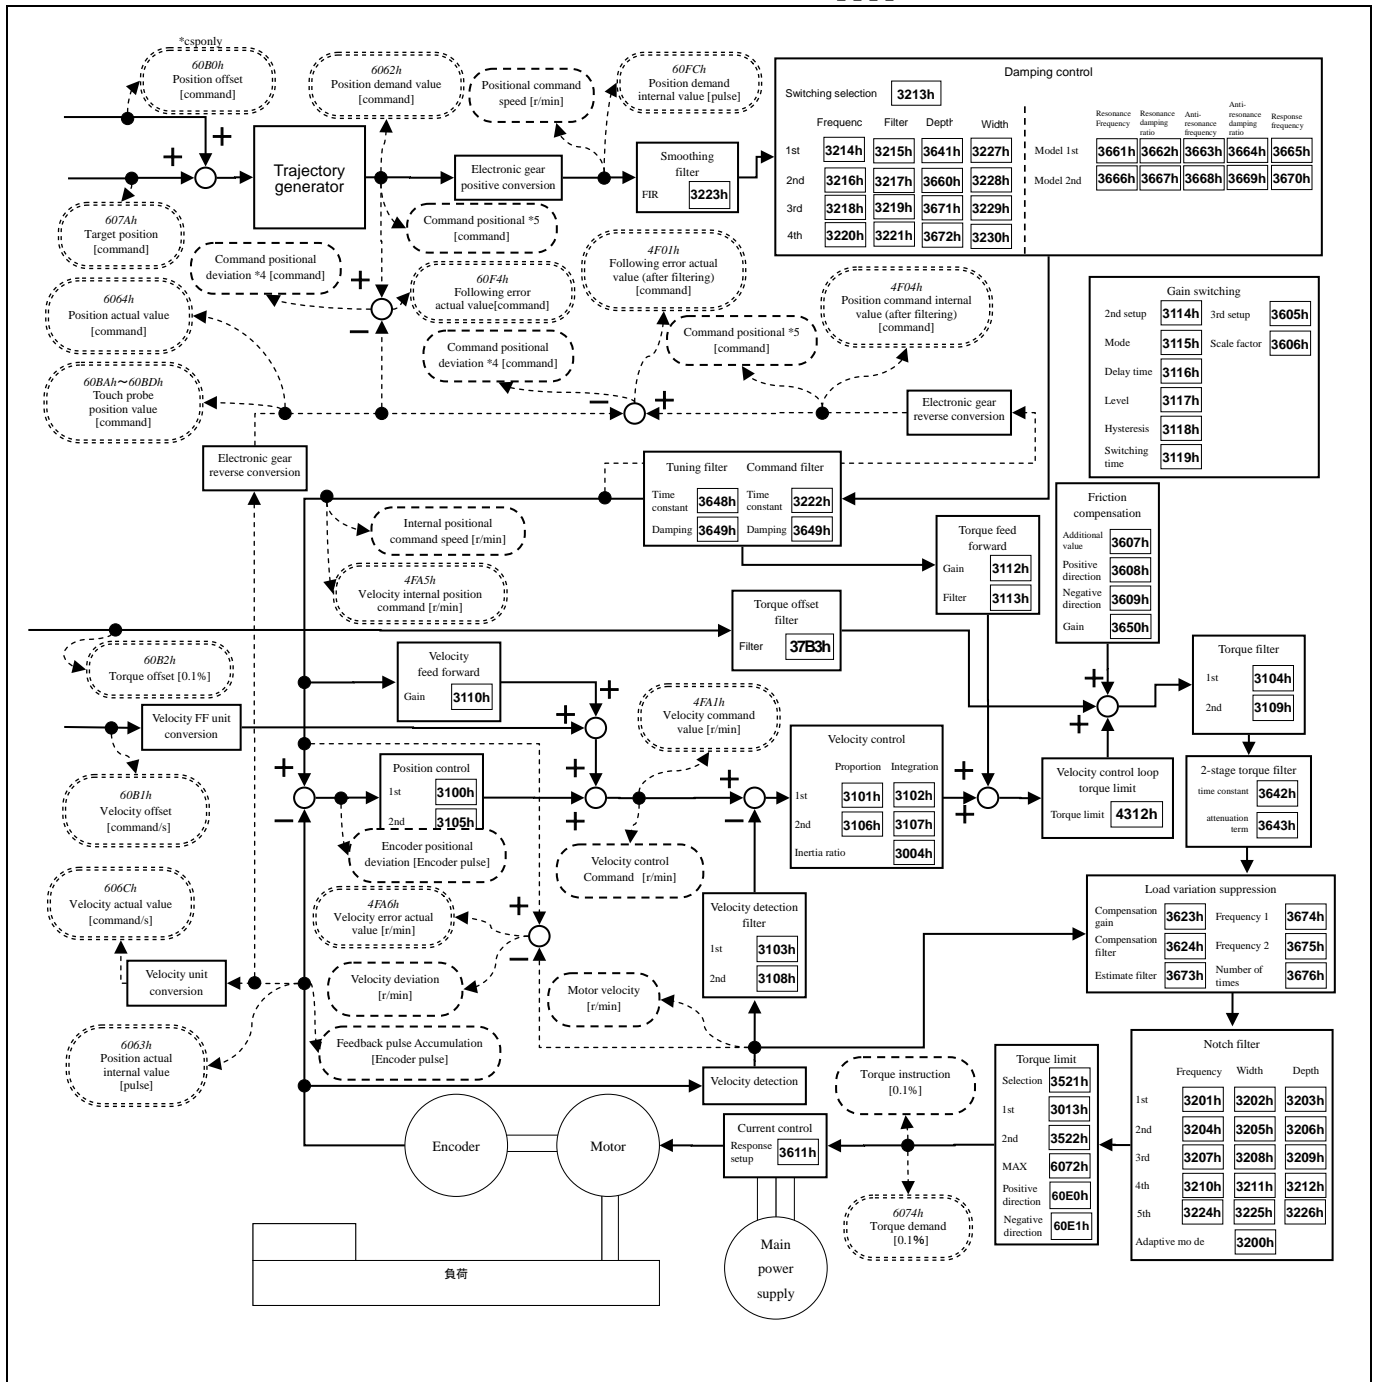 *csponly
60B0h
Position offset
[command]
6062h
Position demand value
[command]
Positional command
speed [r/min]
60FCh
Position demand
internal value [pulse]
Trajectory
generator
Electronic gear
positive conversion
Smoothing
filter
FIR
3223h
Damping control
Switching selection
3213h
Frequenc
Filter
Depth
Width
1st
3214h
3215h
3641h
3227h
2nd
3216h
3217h
3660h
3228h
3rd
3218h
3219h
3671h
3229h
4th
3220h
3221h
3672h
3230h
Resonance
Frequency
Resonance
damping
ratio
Anti-
resonance
frequency
Anti-
resonance
damping
ratio
Response
frequency
Model 1st
3661h
3662h
3663h
3664h
3665h
Model 2nd
3666h
3667h
3668h
3669h
3670h
607Ah
Target position
[command]
Command positional
deviation *4 [command]
Command positional *5
[command]
60F4h
Following error
actual value[command]
4F01h
Following error actual
value (after filtering)
[command]
4F04h
Position command internal
value (after filtering)
[command]
6064h
Position actual value
[command]
Command positional
deviation *4 [command]
Command positional *5
[command]
60BAh～60BDh
Touch probe
position value
[command]
Electronic gear
reverse conversion
Electronic gear
reverse conversion
Gain switching
2nd setup
3114h
3rd setup
3605h
Mode
3115h
Scale factor
3606h
Delay time
3116h
Level
3117h
Hysteresis
3118h
Switching
time
3119h
Tuning filter
Command filter
Time
constant
3648h
Time
constant
3222h
Damping
3649h
Damping
3649h
Internal positional
command speed [r/min]
4FA5h
Velocity internal position
command [r/min]
Torque feed
forward
Gain
3112h
Filter
3113h
Friction
compensation
Additional
value
3607h
Positive
direction
3608h
Negative
direction
3609h
Gain
3650h
Torque offset
filter
Filter
37B3h
60B2h
Torque offset [0.1%]
Velocity
feed forward
Gain
3110h
Velocity FF unit
conversion
60B1h
Velocity offset
[command/s]
4FA1h
Velocity command
value [r/min]
Torque filter
1st
3104h
2nd
3109h
Position control
1st
3100h
2nd
3105h
Velocity control
Proportion
Integration
1st
3101h
3102h
2nd
3106h
3107h
Inertia ratio
3004h
Velocity control loop
torque limit
Torque limit
4312h
2-stage torque filter
time constant
3642h
attenuation
term
3643h
Encoder positional
deviation [Encoder pulse]
Velocity control
Command [r/min]
606Ch
Velocity actual value
[command/s]
4FA6h
Velocity error actual
value [r/min]
Velocity detection
filter
1st
3103h
2nd
3108h
Load variation suppression
Compensation
gain
3623h
Frequency 1
3674h
Compensation
filter
3624h
Frequency 2
3675h
Estimate filter
3673h
Number of
times
3676h
Velocity unit
conversion
Velocity deviation
[r/min]
Motor velocity
[r/min]
6063h
Position actual
internal value
[pulse]
Feedback pulse Accumulation
[Encoder pulse]
Velocity detection
Torque instruction
[0.1%]
Torque limit
Selection
3521h
1st
3013h
2nd
3522h
MAX
6072h
Positive
direction
60E0h
Negative
direction
60E1h
Notch filter
Frequency
Width
Depth
1st
3201h
3202h
3203h
2nd
3204h
3205h
3206h
3rd
3207h
3208h
3209h
4th
3210h
3211h
3212h
5th
3224h
3225h
3226h
Adaptive mo de
3200h
Encoder
Motor
Current control
Response
setup
3611h
6074h
Torque demand
[0.1%]
Main
power
supply
負荷